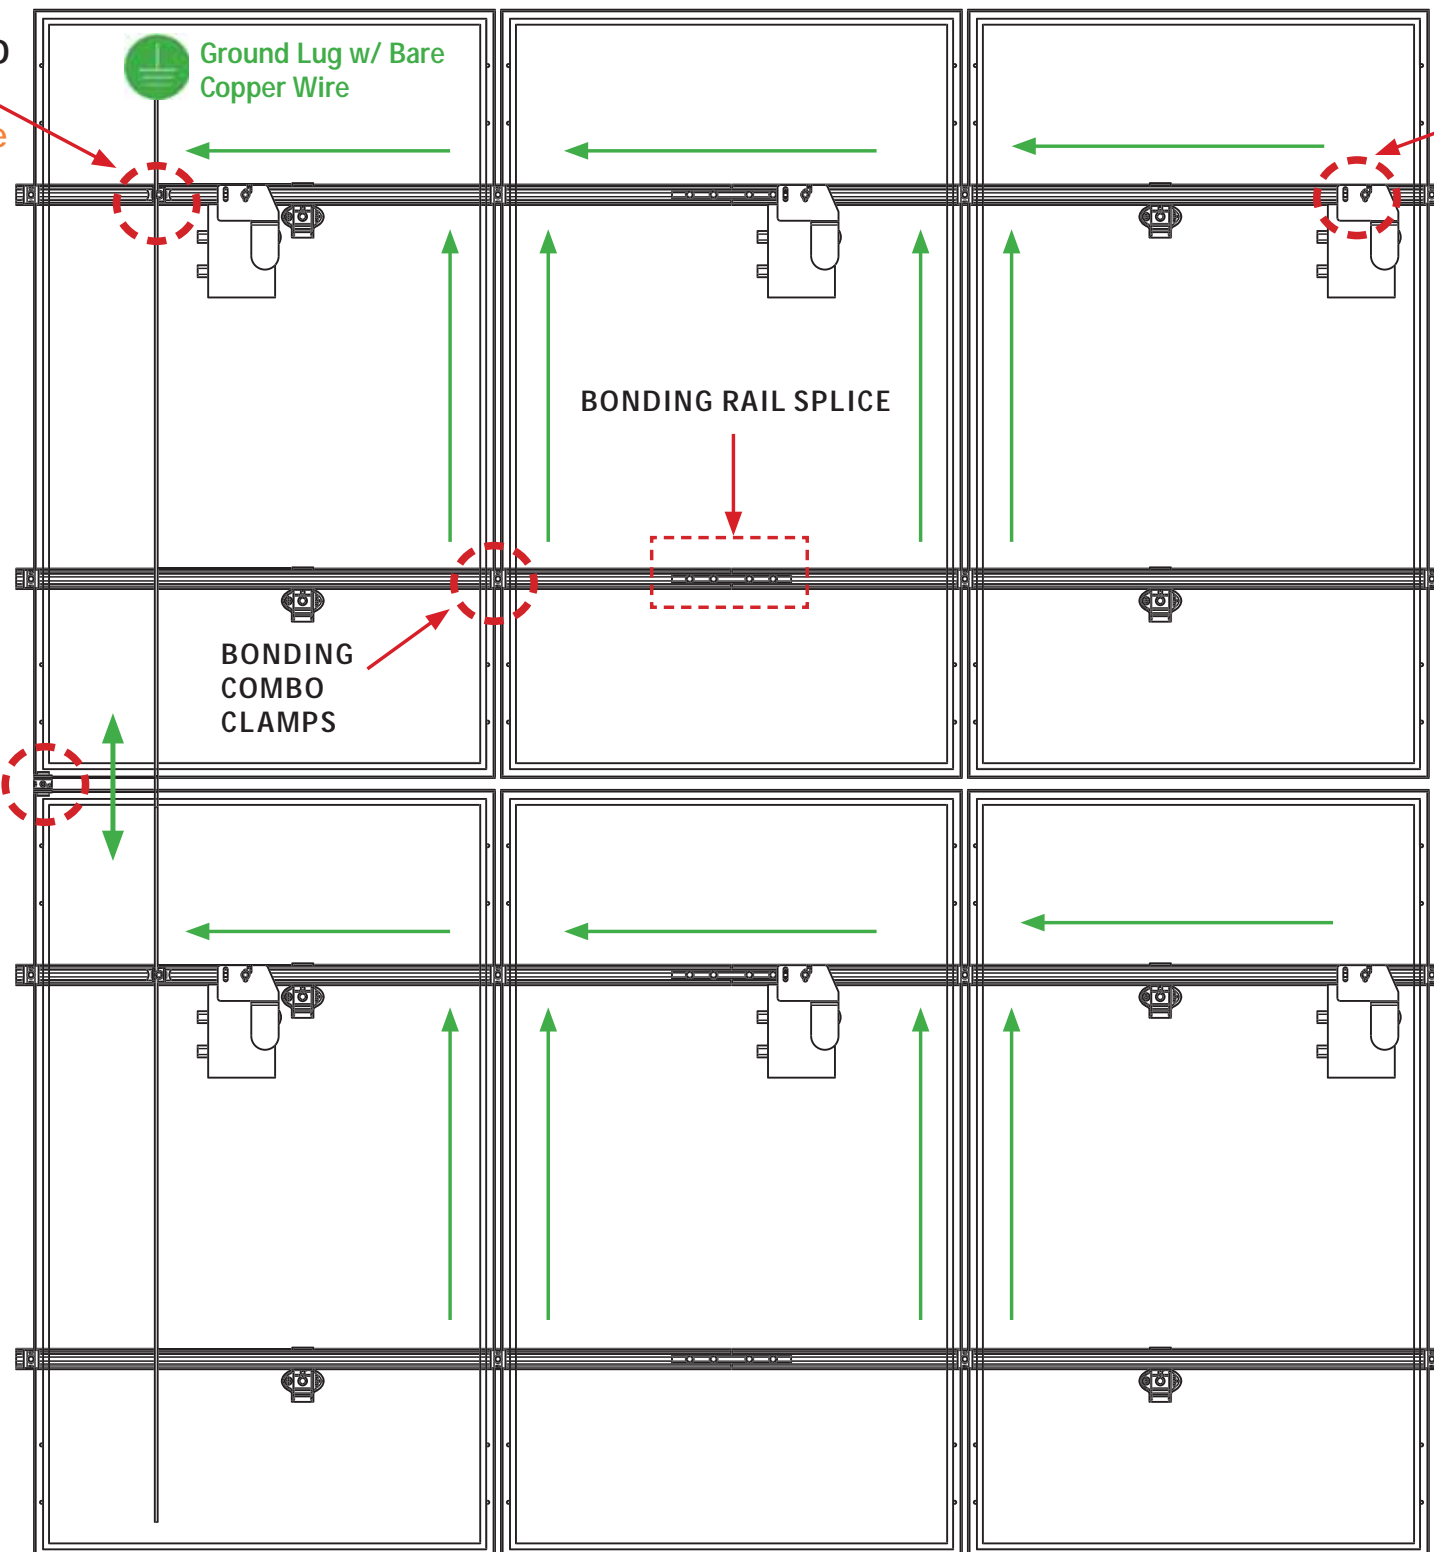 Ground Lug w/ Bare
Copper Wire
BONDING RAIL SPLICE
BONDING
COMBO
CLAMPS